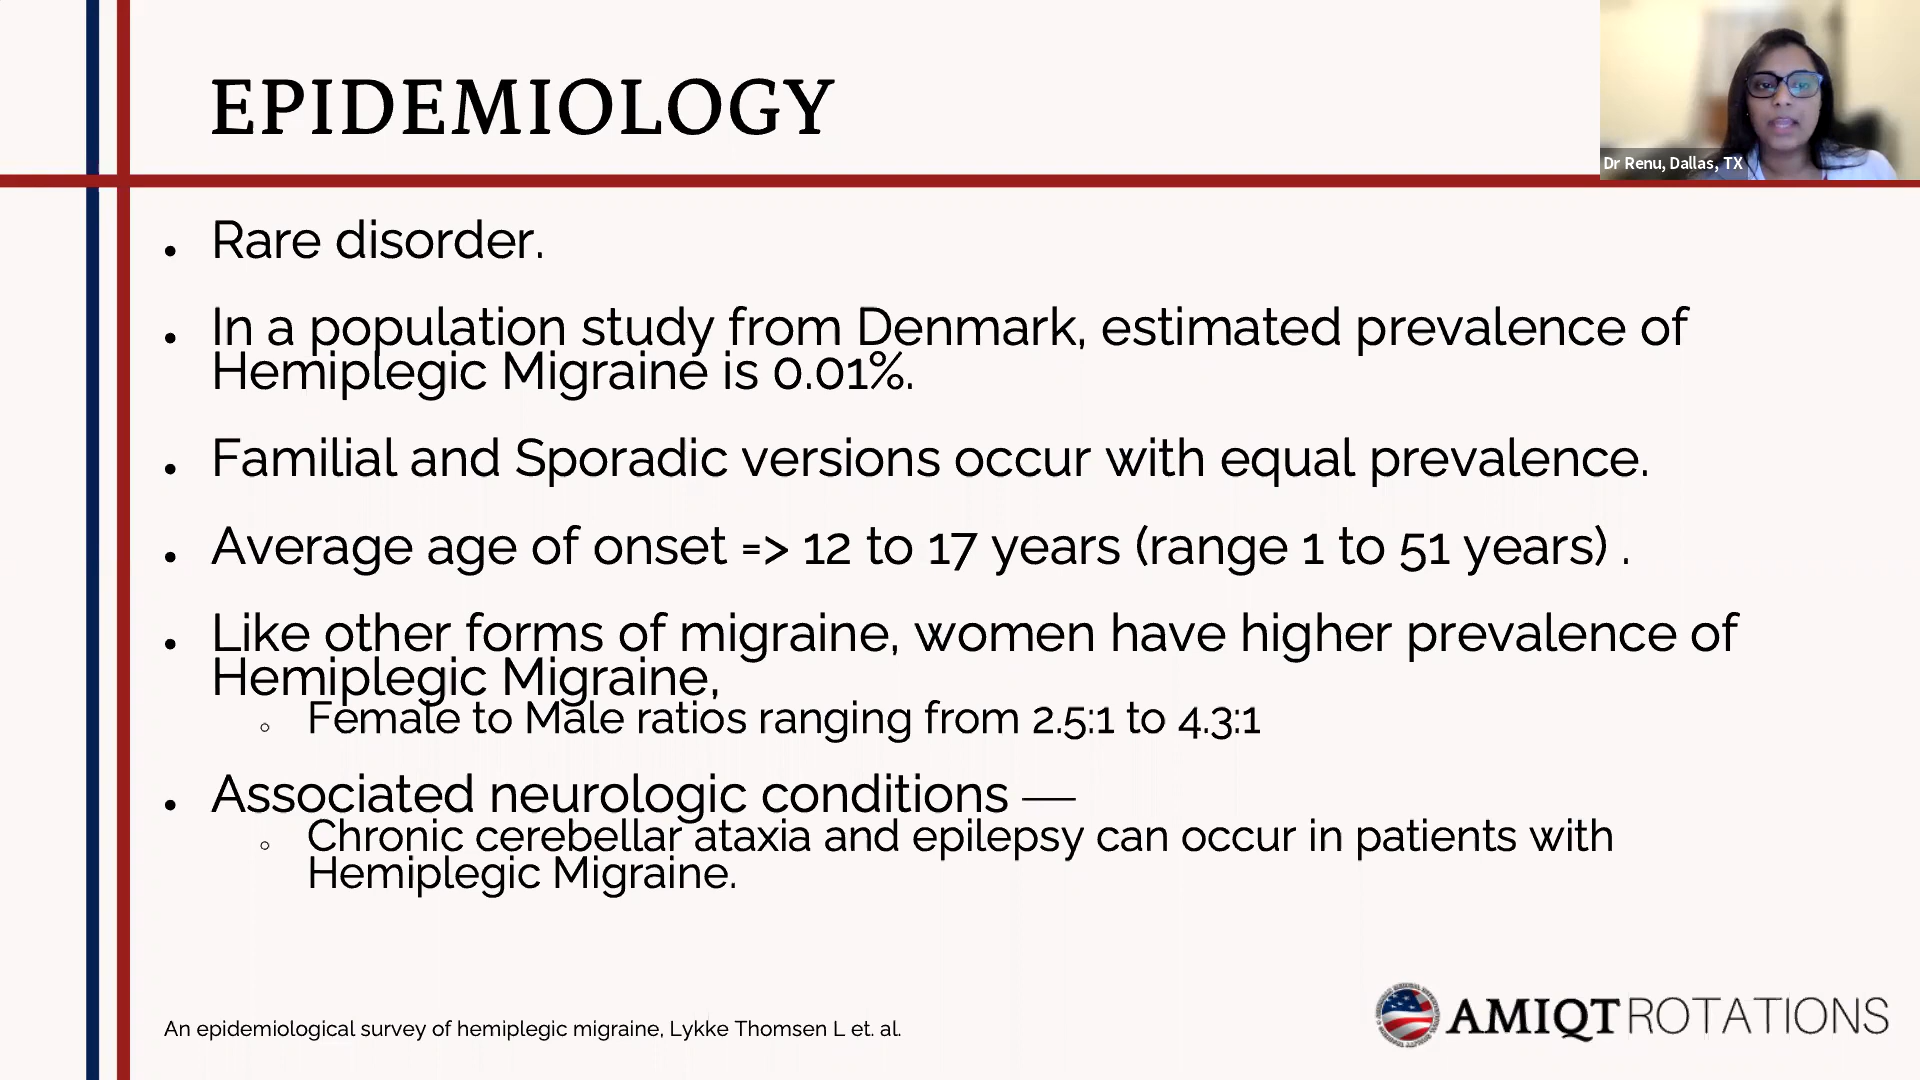 EPIDEMIOLOGY
Dr Renu, Dallas, TX
• Rare disorder.
• In a population study from Denmark, estimated prevalence of
Hemiplegic Migraine is 0.01%.
• Familial and Sporadic versions occur with equal prevalence.
• Average age of onset => 12 to 17 years (range 1 to 51 years) .
• Like other forms of migraine, women have higher prevalence of
Hemiplegic Migraine,
◦ Female to Male ratios ranging from 2.5:1 to 4.3:1
• Associated neurologic conditions —
◦ Chronic cerebellar ataxia and epilepsy can occur in patients with
Hemiplegic Migraine.
An epidemiological survey of hemiplegic migraine, Lykke Thomsen L et. al.
AMIQT ROTATIONS